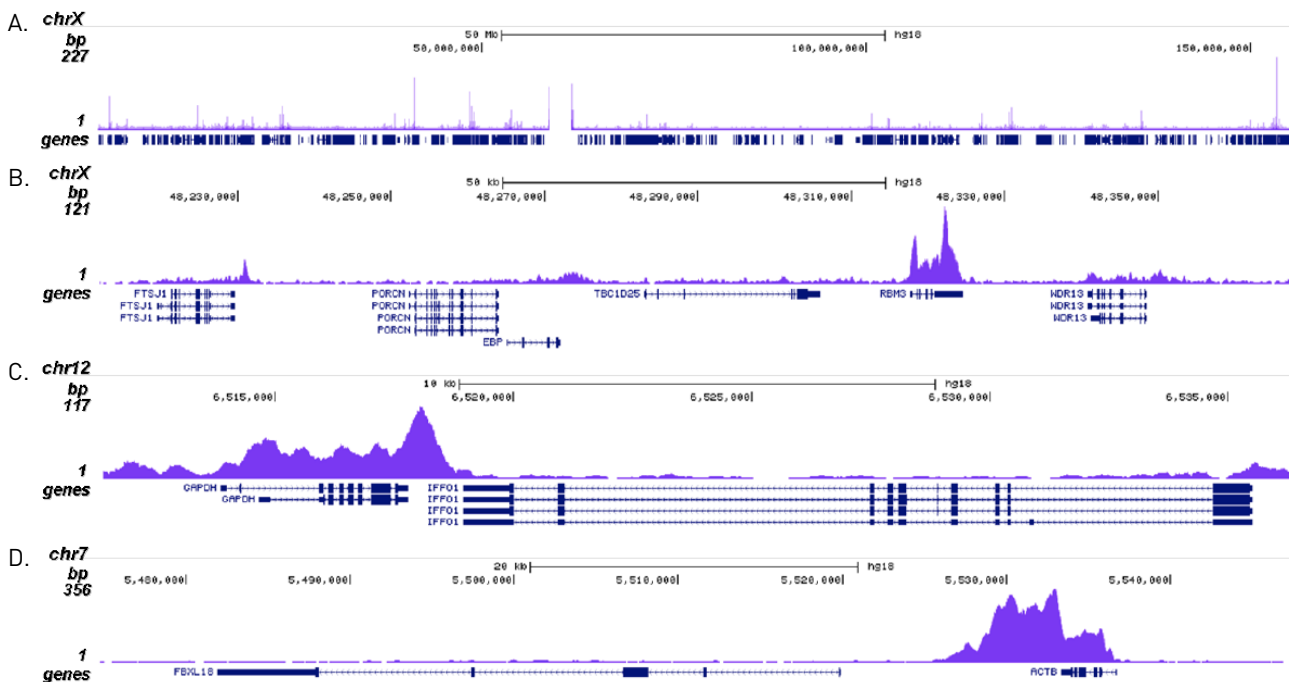 A. chrX
50 Mb hg18
bp 50,000,000 100,000,000 150,000,000
227
1
genes
B. chrX
50 kb hg18
bp 48,230,000 48,250,000 48,270,000 48,290,000 48,310,000 48,330,000 48,350,000
121
1
genes
FTSJ1 PORCN TBC1D25 RBM3 WDR13
FTSJ1 PORCN WDR13
FTSJ1 PORCN WDR13
PORCN
EBP
C. chr12
10 kb hg18
bp 6,515,000 6,520,000 6,525,000 6,530,000 6,535,000
117
1
genes
GAPDH IFFO1
GAPDH IFFO1
IFFO1
IFFO1
D. chr7
20 kb hg18
bp 5,480,000 5,490,000 5,500,000 5,510,000 5,520,000 5,530,000 5,540,000
356
1
genes
FBXL18 ACTB